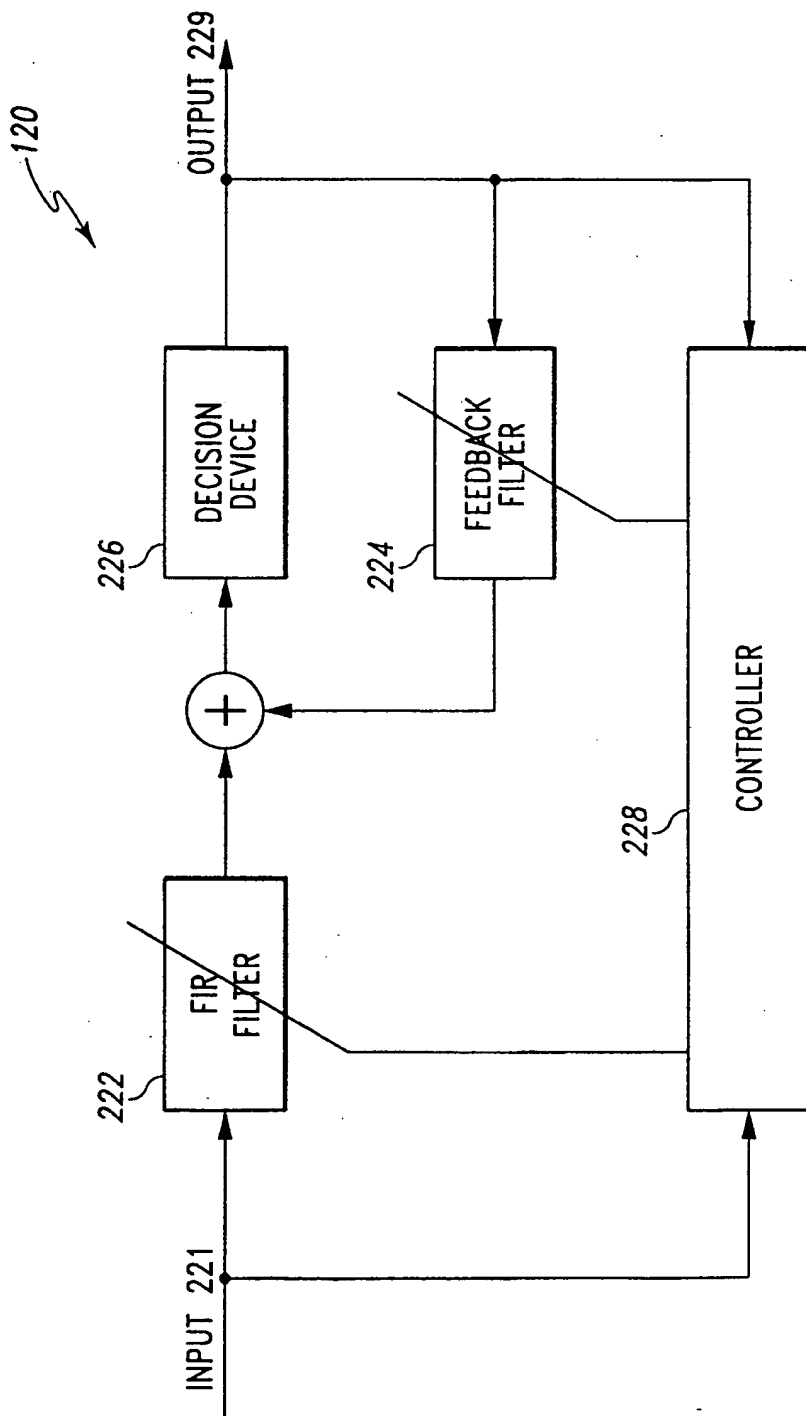 120
INPUT 221
222
FIR
FILTER
+
226
DECISION
DEVICE
OUTPUT 229
224
FEEDBACK
FILTER
228
CONTROLLER